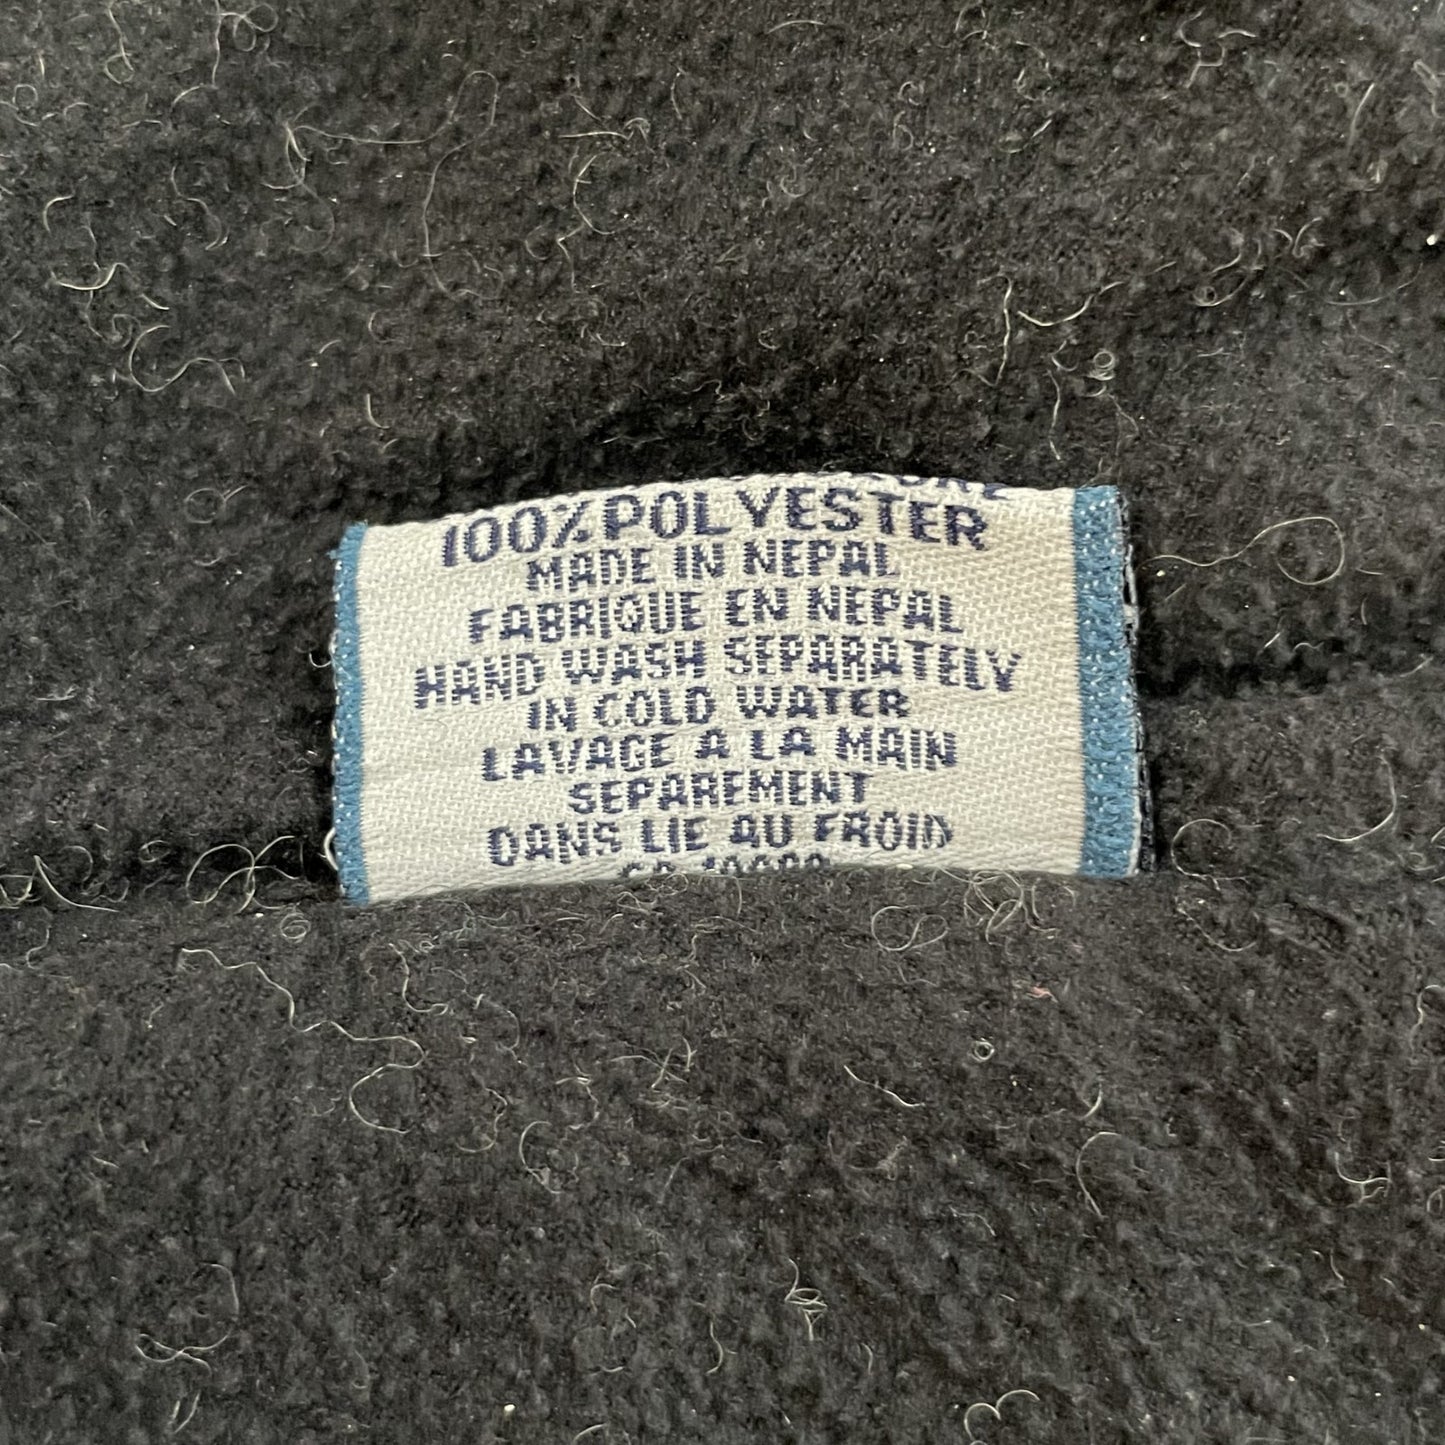 100% POLYESTER
MADE IN NEPAL
FABRIQUE EN NEPAL
HAND WASH SEPARATELY
IN COLD WATER
LAVAGE A LA MAIN
SEPAREMENT
DANS LIE AU FROID